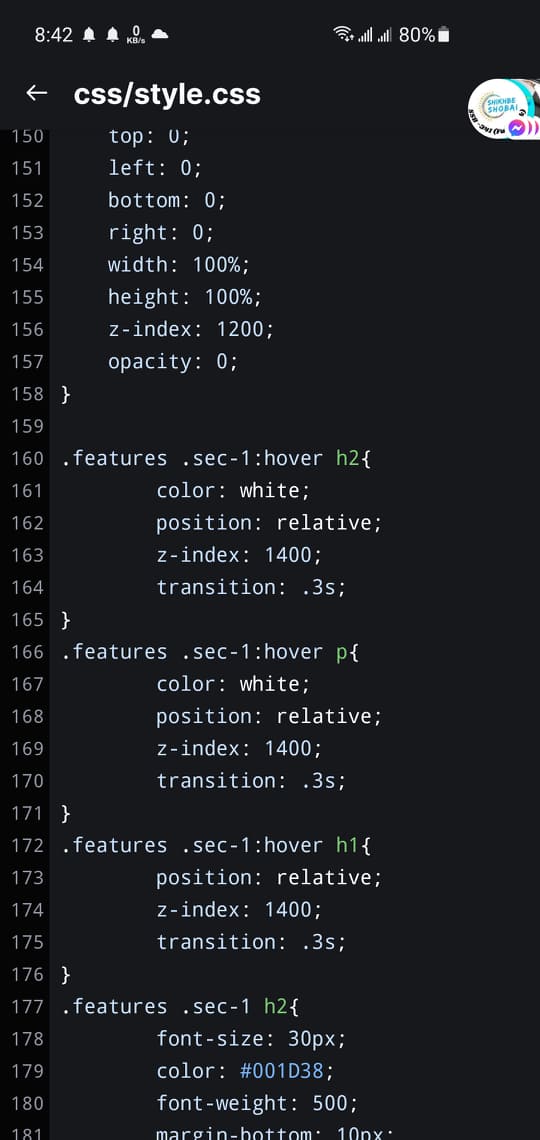 8:42 0 KB/s 80%
css/style.css
SHIKHBE SHOBAI
150 top: 0;
151 left: 0;
152 bottom: 0;
153 right: 0;
154 width: 100%;
155 height: 100%;
156 z-index: 1200;
157 opacity: 0;
158 }
159
160 .features .sec-1:hover h2{
161 color: white;
162 position: relative;
163 z-index: 1400;
164 transition: .3s;
165 }
166 .features .sec-1:hover p{
167 color: white;
168 position: relative;
169 z-index: 1400;
170 transition: .3s;
171 }
172 .features .sec-1:hover h1{
173 position: relative;
174 z-index: 1400;
175 transition: .3s;
176 }
177 .features .sec-1 h2{
178 font-size: 30px;
179 color: #001D38;
180 font-weight: 500;
181 margin-bottom: 10px;